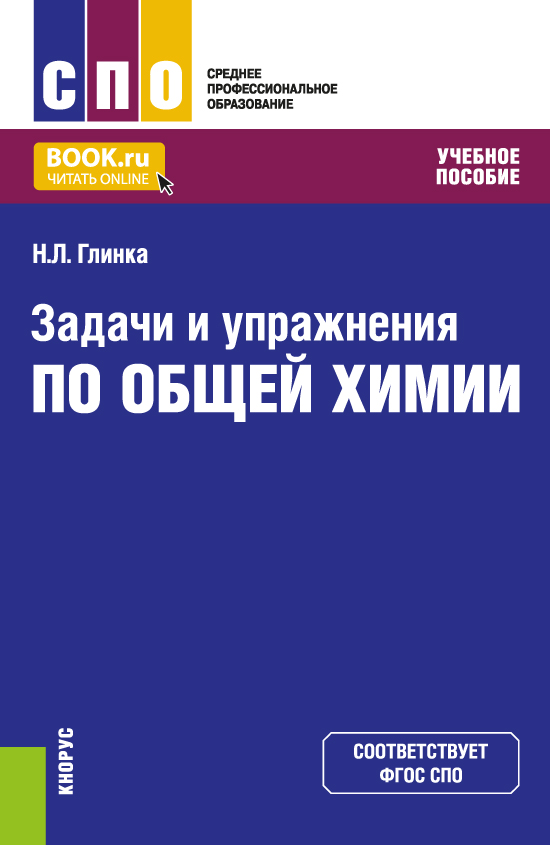 СПО
СРЕДНЕЕ
ПРОФЕССИОНАЛЬНОЕ
ОБРАЗОВАНИЕ
BOOK.ru
ЧИТАТЬ ONLINE
УЧЕБНОЕ
ПОСОБИЕ
Н.Л. Глинка
Задачи и упражнения
ПО ОБЩЕЙ ХИМИИ
КНОРУС
СООТВЕТСТВУЕТ
ФГОС СПО